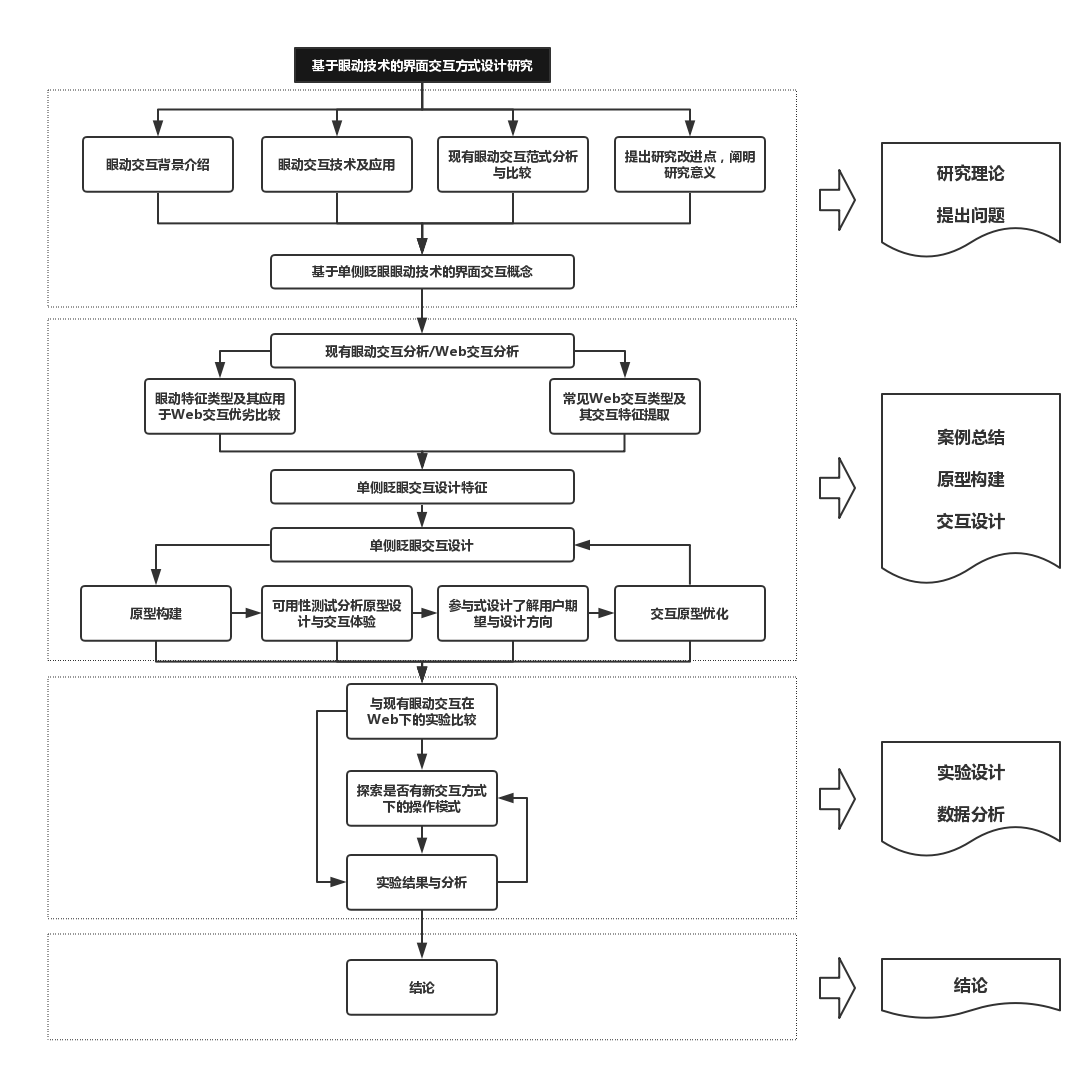 基于眼动技术的界面交互方式设计研究
眼动交互背景介绍
眼动交互技术及应用
现有眼动交互范式分析
与比较
提出研究改进点，阐明
研究意义
基于单侧眨眼眼动技术的界面交互概念
研究理论
提出问题
现有眼动交互分析/Web交互分析
眼动特征类型及其应用
于Web交互优劣比较
常见Web交互类型及
其交互特征提取
单侧眨眼交互设计特征
单侧眨眼交互设计
原型构建
可用性测试分析原型设
计与交互体验
参与式设计了解用户期
望与设计方向
交互原型优化
案例总结
原型构建
交互设计
与现有眼动交互在
Web下的实验比较
探索是否有新交互方式
下的操作模式
实验结果与分析
实验设计
数据分析
结论
结论